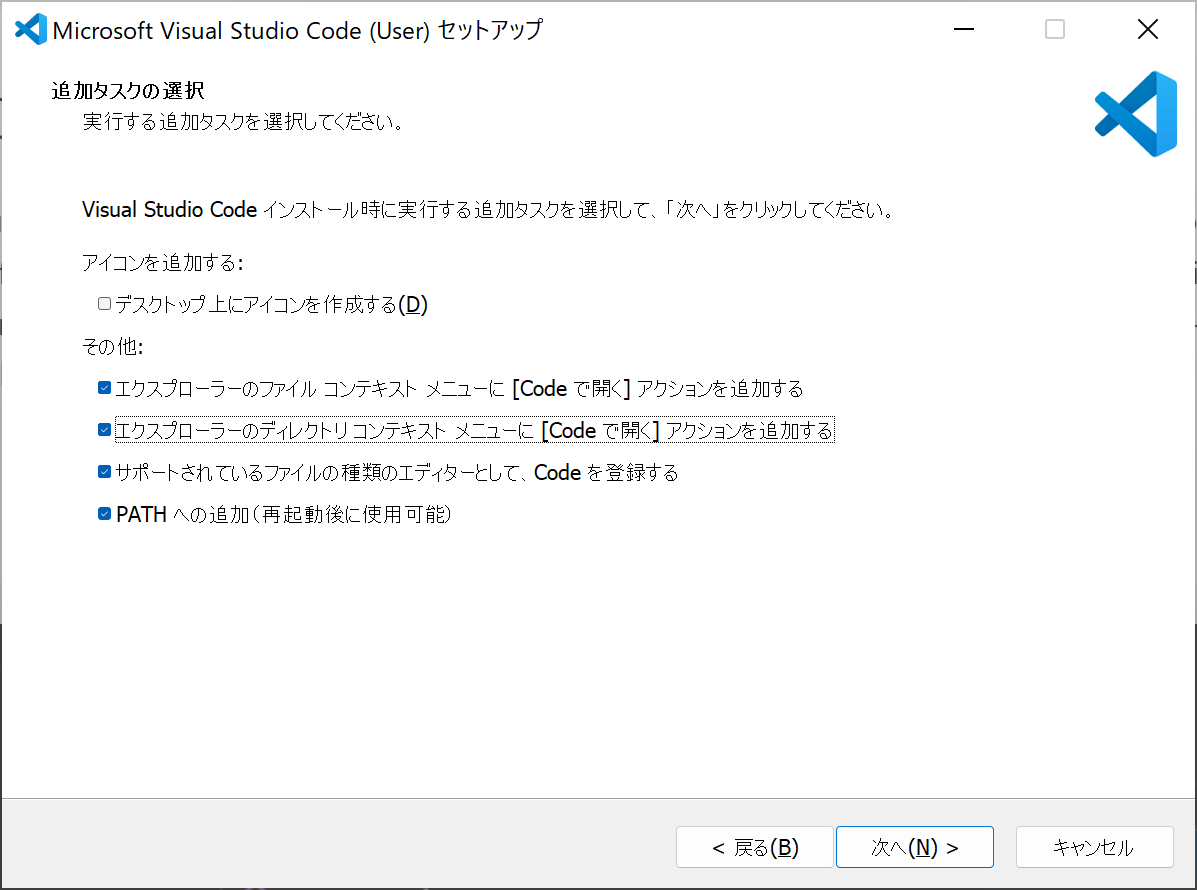 Microsoft Visual Studio Code (User) セットアップ
追加タスクの選択
実行する追加タスクを選択してください。
Visual Studio Code インストール時に実行する追加タスクを選択して、「次へ」をクリックしてください。
アイコンを追加する:
デスクトップ上にアイコンを作成する(D)
その他:
エクスプローラーのファイル コンテキスト メニューに [Code で開く] アクションを追加する
エクスプローラーのディレクトリ コンテキスト メニューに [Code で開く] アクションを追加する
サポートされているファイルの種類のエディターとして、Code を登録する
PATH への追加（再起動後に使用可能）
< 戻る(B) 次へ(N) > キャンセル